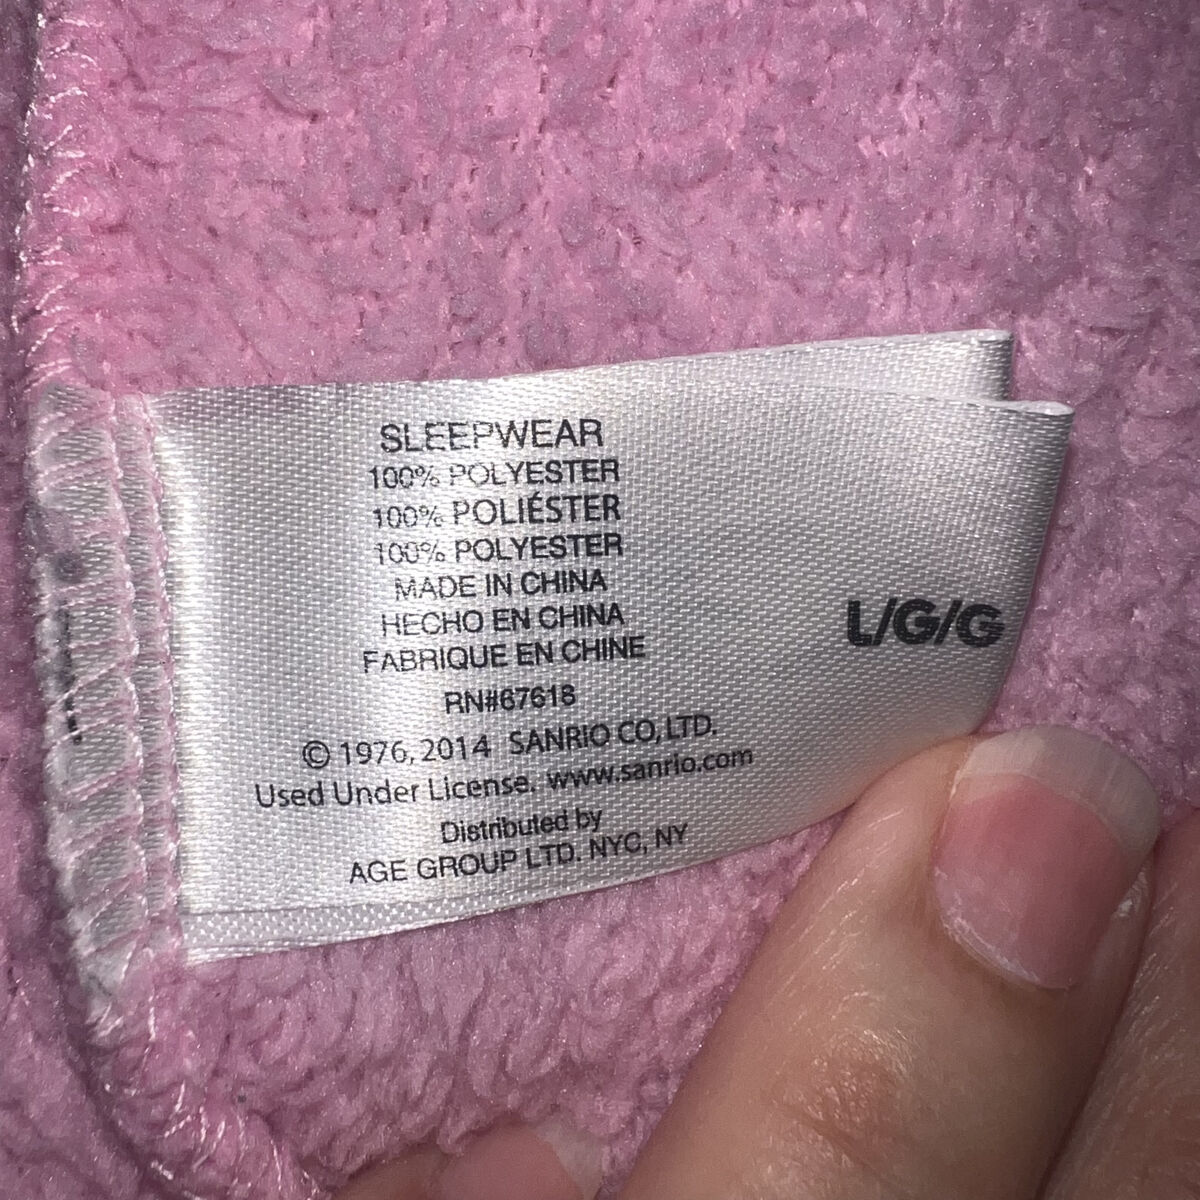 SLEEPWEAR
100% POLYESTER
100% POLIÉSTER
100% POLYESTER
MADE IN CHINA
HECHO EN CHINA
FABRIQUE EN CHINE
RN#67618
© 1976, 2014 SANRIO CO, LTD.
Used Under License. www.sanrio.com
Distributed by
AGE GROUP LTD. NYC, NY
L/G/G